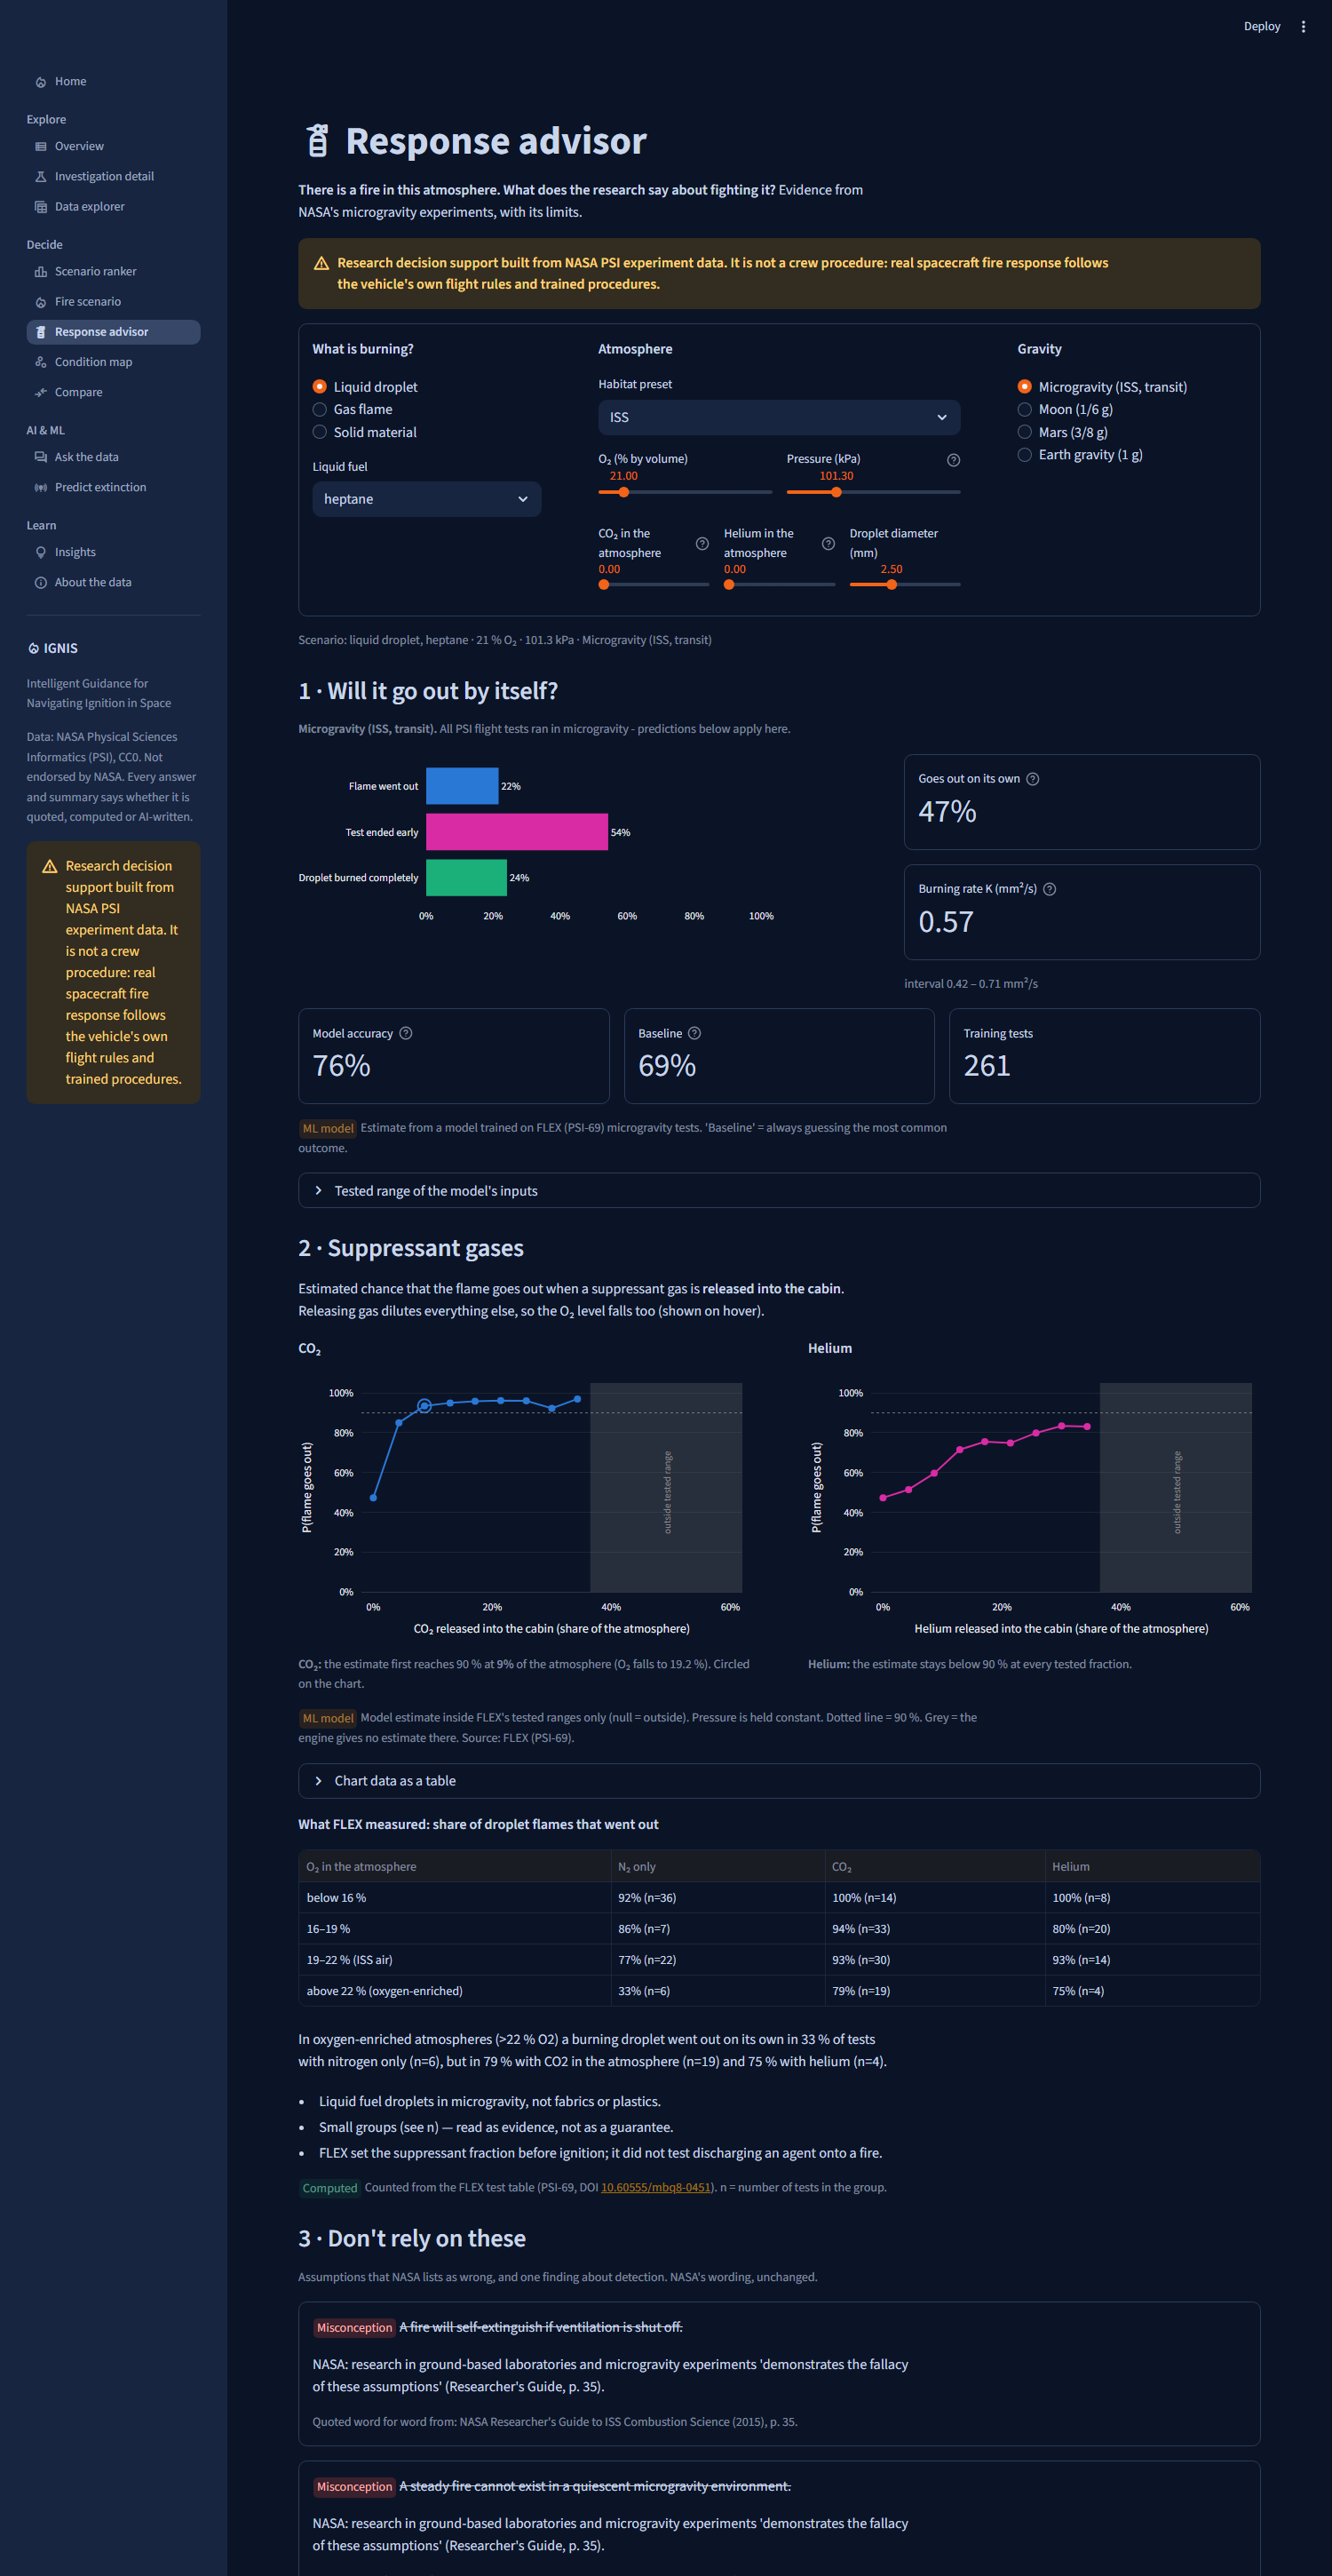 Deploy
Home
Explore
Overview
Investigation detail
Data explorer
Decide
Scenario ranker
Fire scenario
Response advisor
Condition map
Compare
AI & ML
Ask the data
Predict extinction
Learn
Insights
About the data
IGNIS
Intelligent Guidance for
Navigating Ignition in Space
Data: NASA Physical Sciences
Informatics (PSI), CC0. Not
endorsed by NASA. Every answer
and summary says whether it is
quoted, computed or AI-written.
Research decision
support built from
NASA PSI
experiment data. It
is not a crew
procedure: real
spacecraft fire
response follows
the vehicle's own
flight rules and
trained procedures.
Response advisor
There is a fire in this atmosphere. What does the research say about fighting it? Evidence from
NASA's microgravity experiments, with its limits.
Research decision support built from NASA PSI experiment data. It is not a crew procedure: real spacecraft fire response follows
the vehicle's own flight rules and trained procedures.
What is burning?
Liquid droplet
Gas flame
Solid material
Liquid fuel
heptane
Atmosphere
Habitat preset
ISS
O₂ (% by volume)
21.00
Pressure (kPa)
101.30
CO₂ in the
atmosphere
0.00
Helium in the
atmosphere
0.00
Droplet diameter
(mm)
2.50
Gravity
Microgravity (ISS, transit)
Moon (1/6 g)
Mars (3/8 g)
Earth gravity (1 g)
Scenario: liquid droplet, heptane · 21 % O₂ · 101.3 kPa · Microgravity (ISS, transit)
1 · Will it go out by itself?
Microgravity (ISS, transit). All PSI flight tests ran in microgravity - predictions below apply here.
Flame went out 22%
Test ended early 54%
Droplet burned completely 24%
0% 20% 40% 60% 80% 100%
Goes out on its own
47%
Burning rate K (mm²/s)
0.57
interval 0.42 – 0.71 mm²/s
Model accuracy
76%
Baseline
69%
Training tests
261
ML model Estimate from a model trained on FLEX (PSI-69) microgravity tests. 'Baseline' = always guessing the most common
outcome.
Tested range of the model's inputs
2 · Suppressant gases
Estimated chance that the flame goes out when a suppressant gas is released into the cabin.
Releasing gas dilutes everything else, so the O₂ level falls too (shown on hover).
CO₂
100%
80%
60%
40%
20%
0%
P(flame goes out)
outside tested range
0% 20% 40% 60%
CO₂ released into the cabin (share of the atmosphere)
Helium
100%
80%
60%
40%
20%
0%
P(flame goes out)
outside tested range
0% 20% 40% 60%
Helium released into the cabin (share of the atmosphere)
CO₂: the estimate first reaches 90 % at 9% of the atmosphere (O₂ falls to 19.2 %). Circled
on the chart.
Helium: the estimate stays below 90 % at every tested fraction.
ML model Model estimate inside FLEX's tested ranges only (null = outside). Pressure is held constant. Dotted line = 90 %. Grey = the
engine gives no estimate there. Source: FLEX (PSI-69).
Chart data as a table
What FLEX measured: share of droplet flames that went out
O₂ in the atmosphere N₂ only CO₂ Helium
below 16 % 92% (n=36) 100% (n=14) 100% (n=8)
16–19 % 86% (n=7) 94% (n=33) 80% (n=20)
19–22 % (ISS air) 77% (n=22) 93% (n=30) 93% (n=14)
above 22 % (oxygen-enriched) 33% (n=6) 79% (n=19) 75% (n=4)
In oxygen-enriched atmospheres (>22 % O2) a burning droplet went out on its own in 33 % of tests
with nitrogen only (n=6), but in 79 % with CO2 in the atmosphere (n=19) and 75 % with helium (n=4).
• Liquid fuel droplets in microgravity, not fabrics or plastics.
• Small groups (see n) — read as evidence, not as a guarantee.
• FLEX set the suppressant fraction before ignition; it did not test discharging an agent onto a fire.
Computed Counted from the FLEX test table (PSI-69, DOI 10.60555/mbq8-0451). n = number of tests in the group.
3 · Don't rely on these
Assumptions that NASA lists as wrong, and one finding about detection. NASA's wording, unchanged.
Misconception A fire will self-extinguish if ventilation is shut off.
NASA: research in ground-based laboratories and microgravity experiments 'demonstrates the fallacy
of these assumptions' (Researcher's Guide, p. 35).
Quoted word for word from: NASA Researcher's Guide to ISS Combustion Science (2015), p. 35.
Misconception A steady fire cannot exist in a quiescent microgravity environment.
NASA: research in ground-based laboratories and microgravity experiments 'demonstrates the fallacy
of these assumptions' (Researcher's Guide, p. 35).